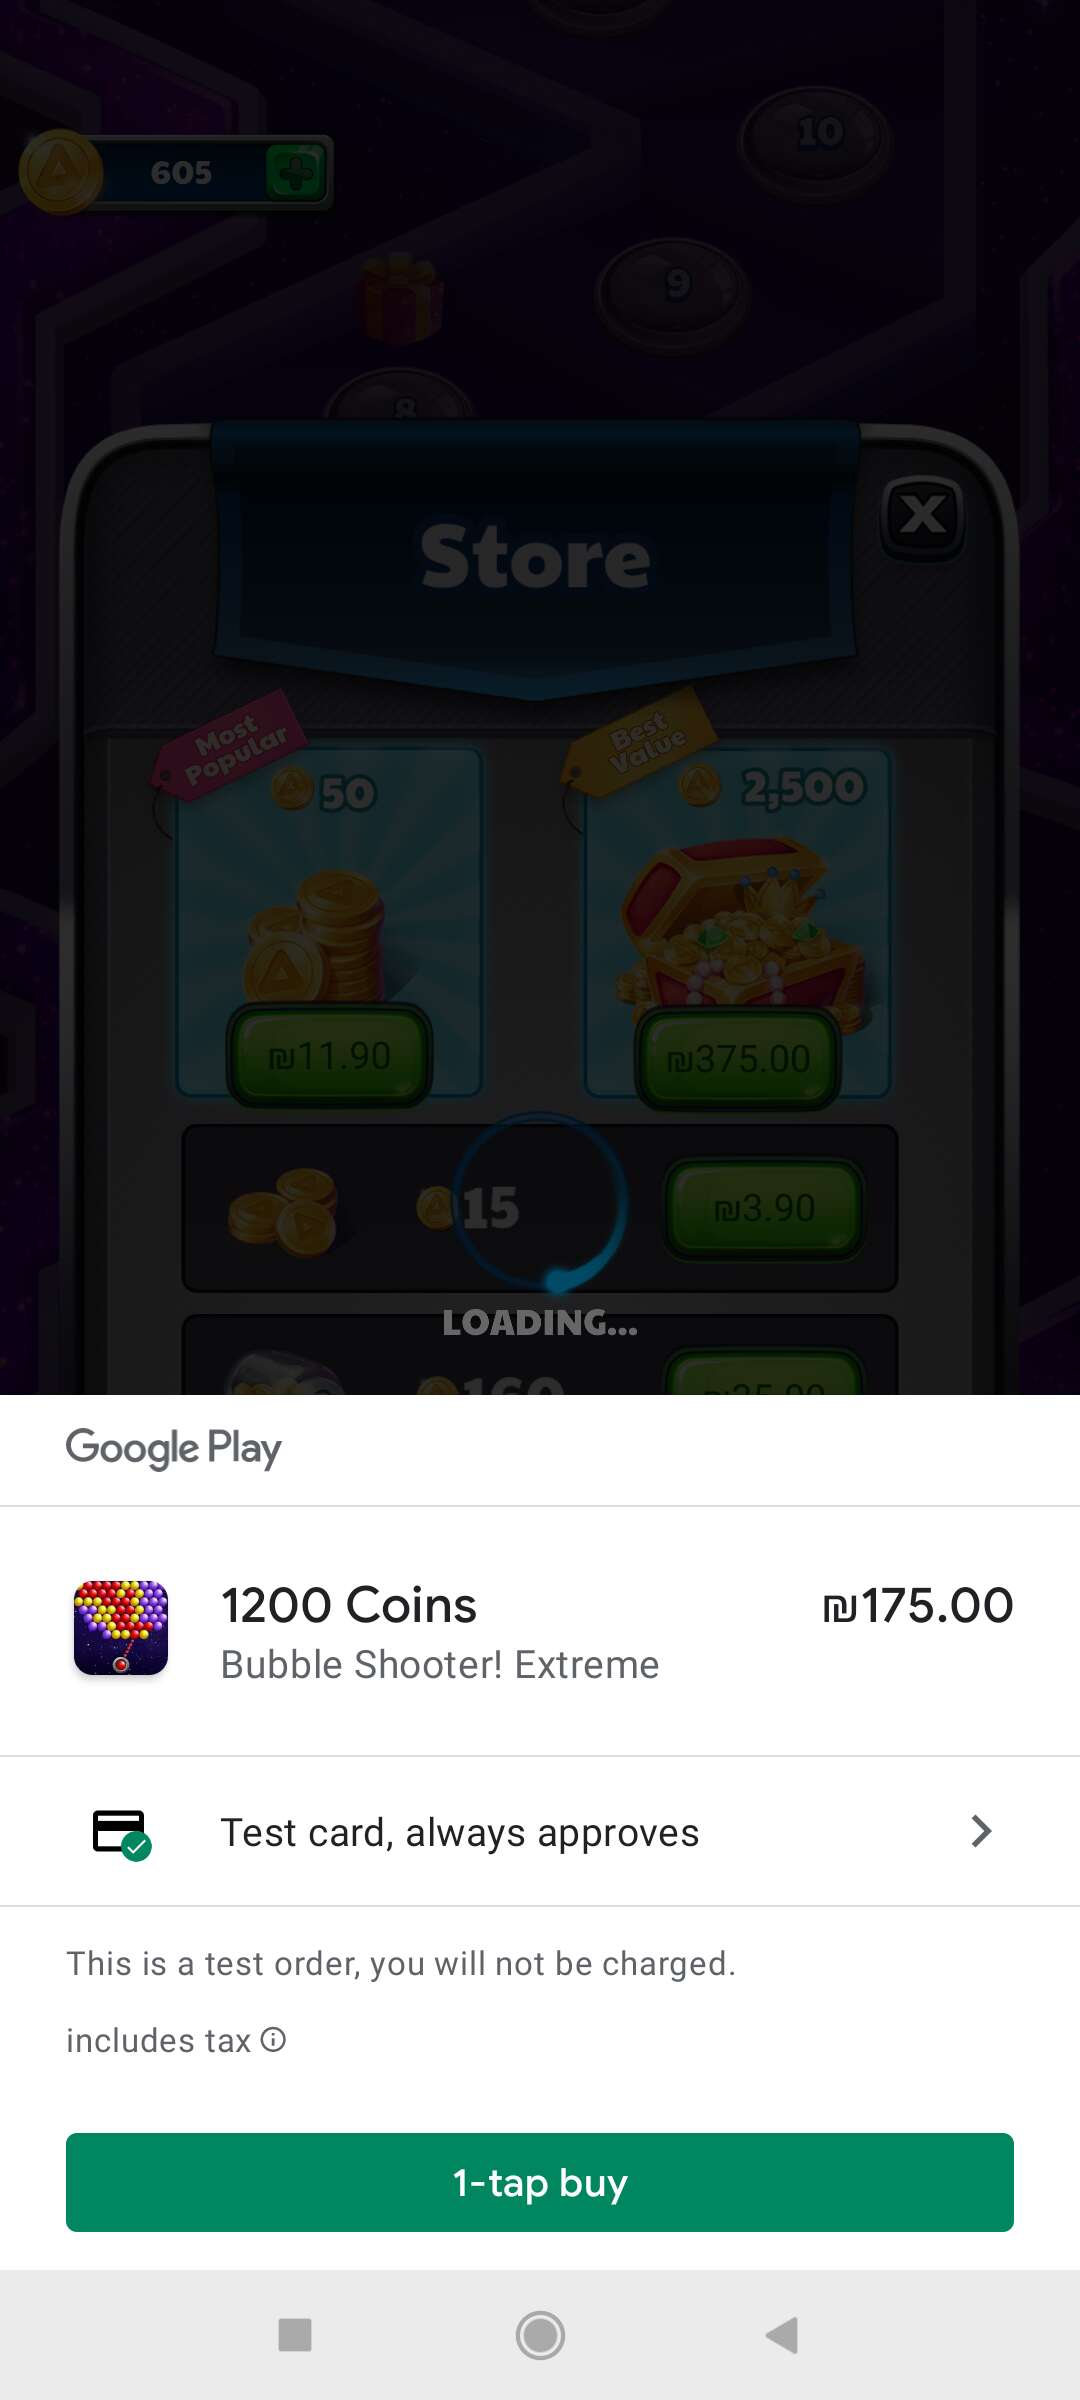 10
605
9
8
Store
Most
Popular
Best
Value
50
2,500
₪11.90
₪375.00
15
₪3.90
LOADING...
160
Google Play
1200 Coins
₪175.00
Bubble Shooter! Extreme
Test card, always approves
This is a test order, you will not be charged.
includes tax
1-tap buy